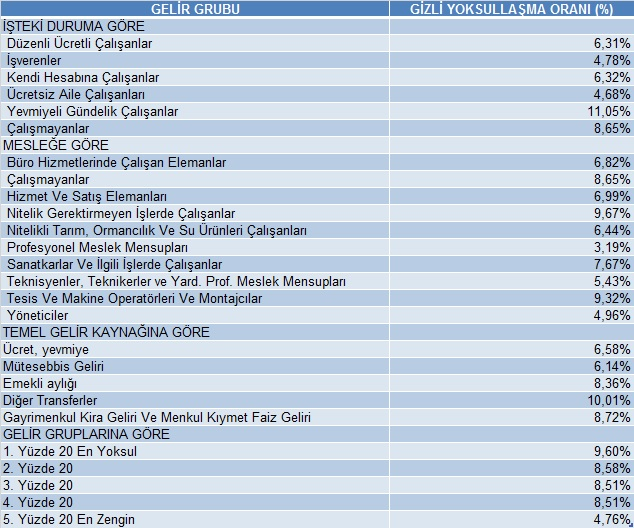 GELİR GRUBU GİZLİ YOKSULLAŞMA ORANI (%)
İŞTEKİ DURUMA GÖRE
Düzenli Ücretli Çalışanlar 6,31%
İşverenler 4,78%
Kendi Hesabına Çalışanlar 6,32%
Ücretsiz Aile Çalışanları 4,68%
Yevmiyeli Gündelik Çalışanlar 11,05%
Çalışmayanlar 8,65%
MESLEĞE GÖRE
Büro Hizmetlerinde Çalışan Elemanlar 6,82%
Çalışmayanlar 8,65%
Hizmet Ve Satış Elemanları 6,99%
Nitelik Gerektirmeyen İşlerde Çalışanlar 9,67%
Nitelikli Tarım, Ormancılık Ve Su Ürünleri Çalışanları 6,44%
Profesyonel Meslek Mensupları 3,19%
Sanatkarlar Ve İlgili İşlerde Çalışanlar 7,67%
Teknisyenler, Teknikerler ve Yard. Prof. Meslek Mensupları 5,43%
Tesis Ve Makine Operatörleri Ve Montajcılar 9,32%
Yöneticiler 4,96%
TEMEL GELİR KAYNAĞINA GÖRE
Ücret, yevmiye 6,58%
Mütesebbis Geliri 6,14%
Emekli aylığı 8,36%
Diğer Transferler 10,01%
Gayrimenkul Kira Geliri Ve Menkul Kıymet Faiz Geliri 8,72%
GELİR GRUPLARINA GÖRE
1. Yüzde 20 En Yoksul 9,60%
2. Yüzde 20 8,58%
3. Yüzde 20 8,51%
4. Yüzde 20 8,51%
5. Yüzde 20 En Zengin 4,76%